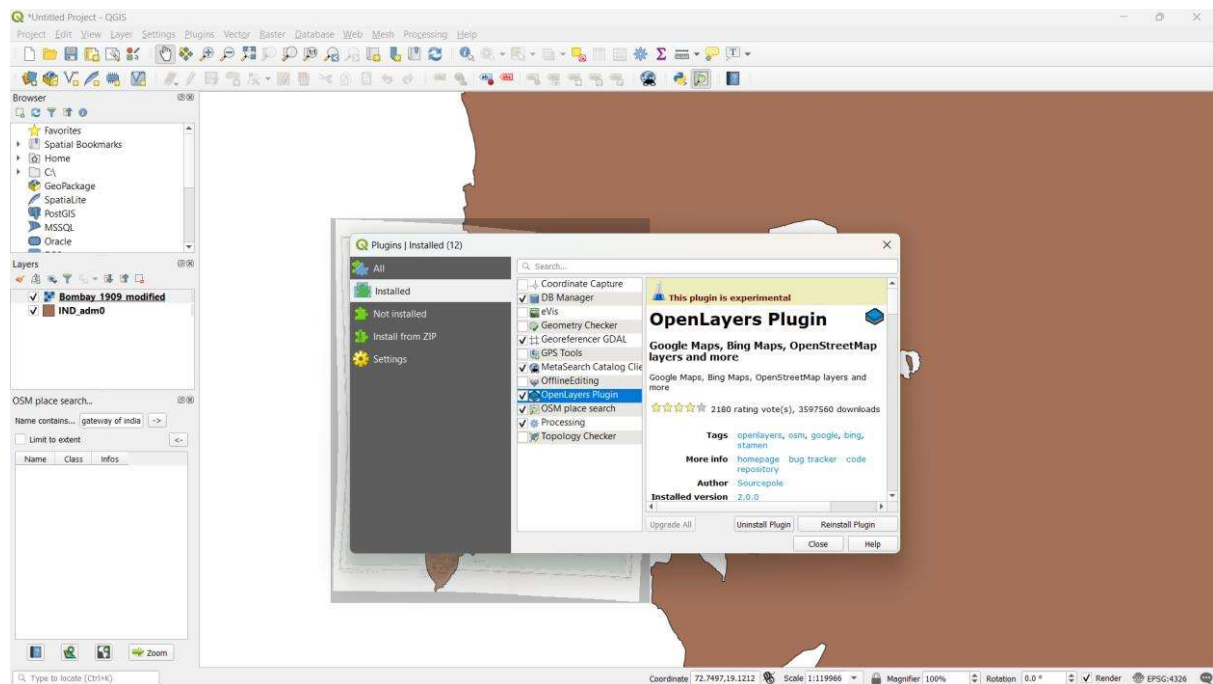 *Untitled Project - QGIS
Project Edit View Layer Settings Plugins Vector Raster Database Web Mesh Processing Help
Browser
Favorites
Spatial Bookmarks
Home
C:\
GeoPackage
SpatiaLite
PostGIS
MSSQL
Oracle
Layers
Bombay_1909_modified
IND_adm0
OSM place search...
Name contains... gateway of india ->
Limit to extent <-
Name Class Infos
Zoom
Type to locate (Ctrl+K)
Plugins | Installed (12)
All
Installed
Not installed
Install from ZIP
Settings
Search...
Coordinate Capture
DB Manager
eVis
Geometry Checker
Georeferencer GDAL
GPS Tools
MetaSearch Catalog Clie
OfflineEditing
OpenLayers Plugin
OSM place search
Processing
Topology Checker
This plugin is experimental
OpenLayers Plugin
Google Maps, Bing Maps, OpenStreetMap
layers and more
Google Maps, Bing Maps, OpenStreetMap layers and
more
2180 rating vote(s), 3597560 downloads
Tags openlayers, osm, google, bing,
stamen
More info homepage bug tracker code
repository
Author Sourcepole
Installed version 2.0.0
Upgrade All Uninstall Plugin Reinstall Plugin
Close Help
Coordinate 72.7497,19.1212 Scale 1:119966 Magnifier 100% Rotation 0.0 ° Render EPSG:4326